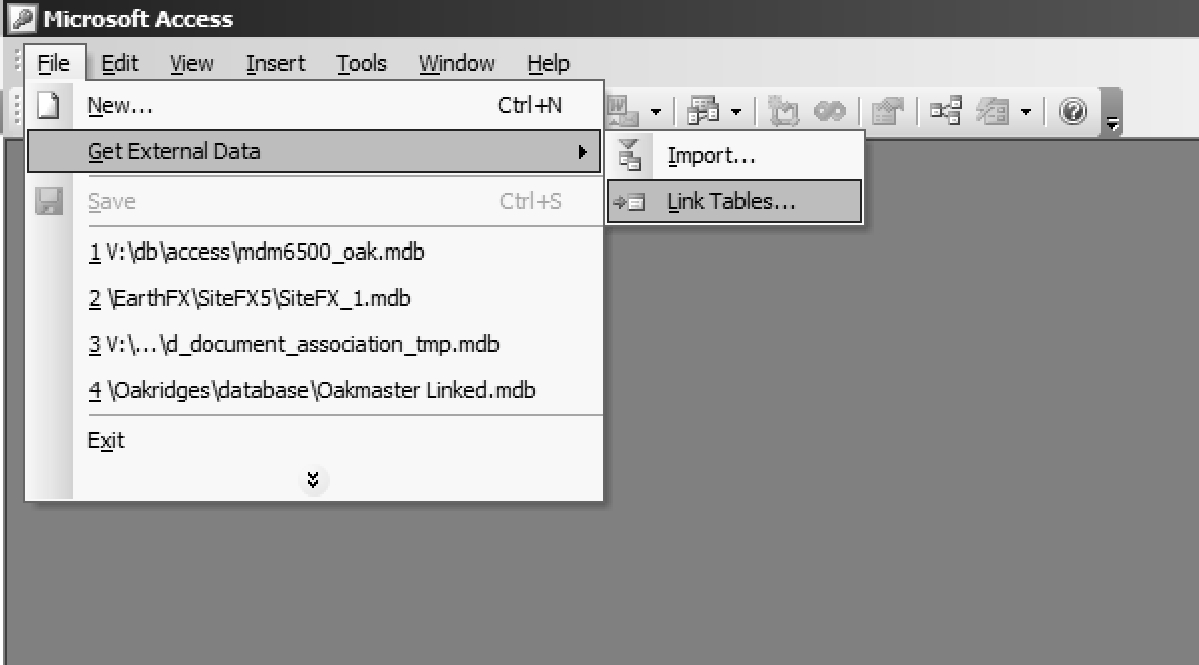 Microsoft Access
File Edit View Insert Tools Window Help
New... Ctrl+N
Get External Data
Import...
Save Ctrl+S
Link Tables...
1 V:\db\access\mdm6500_oak.mdb
2 \EarthFX\SiteFX5\SiteFX_1.mdb
3 V:\...\d_document_association_tmp.mdb
4 \Oakridges\database\Oakmaster Linked.mdb
Exit